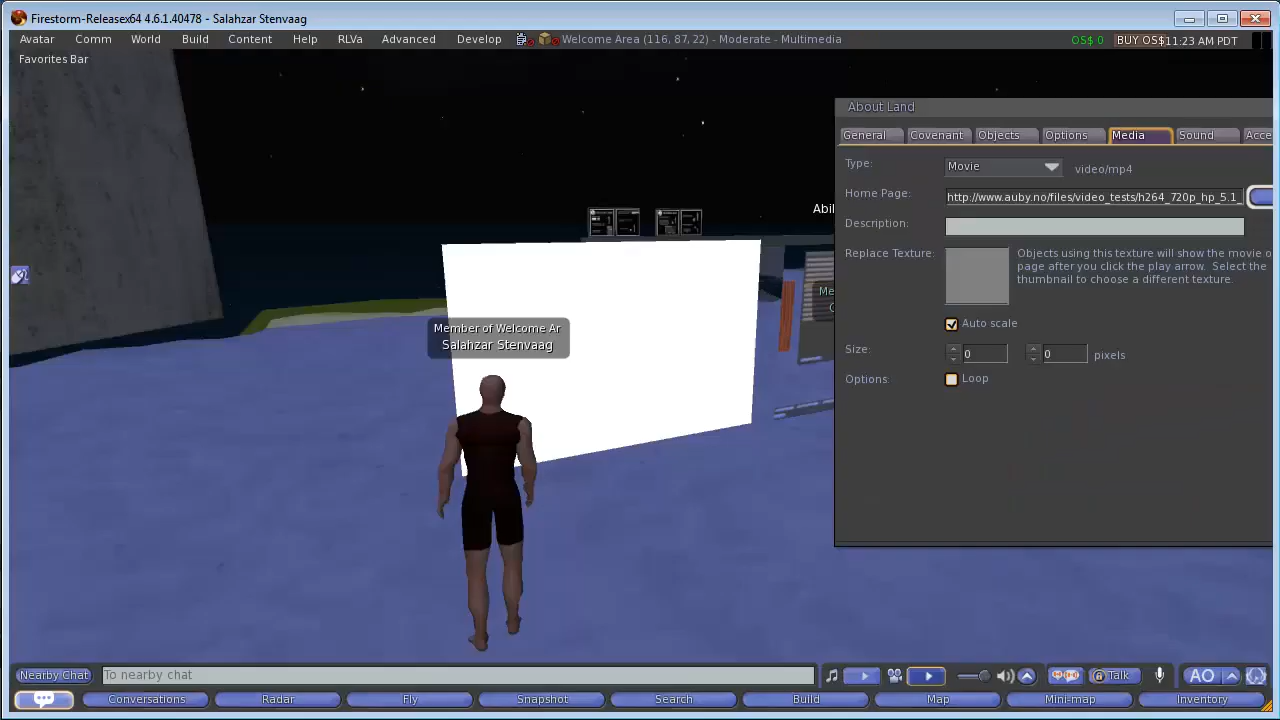 Firestorm-Releasex64 4.6.1.40478 - Salahzar Stenvaag
Avatar Comm World Build Content Help RLVa Advanced Develop Welcome Area (116, 87, 22) - Moderate - Multimedia OS$ 0 BUY OS$ 11:23 AM PDT
Favorites Bar
About Land
General Covenant Objects Options Media Sound Acce
Type: Movie video/mp4
Home Page: http://www.auby.no/files/video_tests/h264_720p_hp_5.1_
Description:
Replace Texture: Objects using this texture will show the movie o
page after you click the play arrow. Select the
thumbnail to choose a different texture
Auto scale
Size: 0 0 pixels
Options: Loop
Abil
Me
Member of Welcome Ar
Salahzar Stenvaag
Nearby Chat To nearby chat Talk AO
Conversations Radar Fly Snapshot Search Build Map Mini-map Inventory